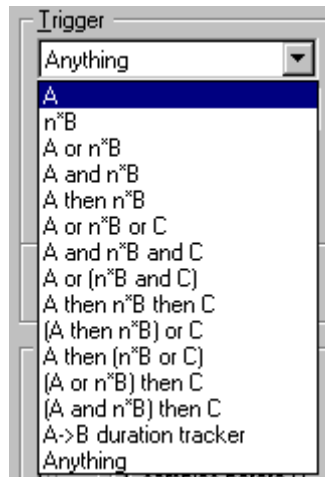 Trigger
Anything
A
n*B
A or n*B
A and n*B
A then n*B
A or n*B or C
A and n*B and C
A or (n*B and C)
A then n*B then C
(A then n*B) or C
A then (n*B or C)
(A or n*B) then C
(A and n*B) then C
A->B duration tracker
Anything